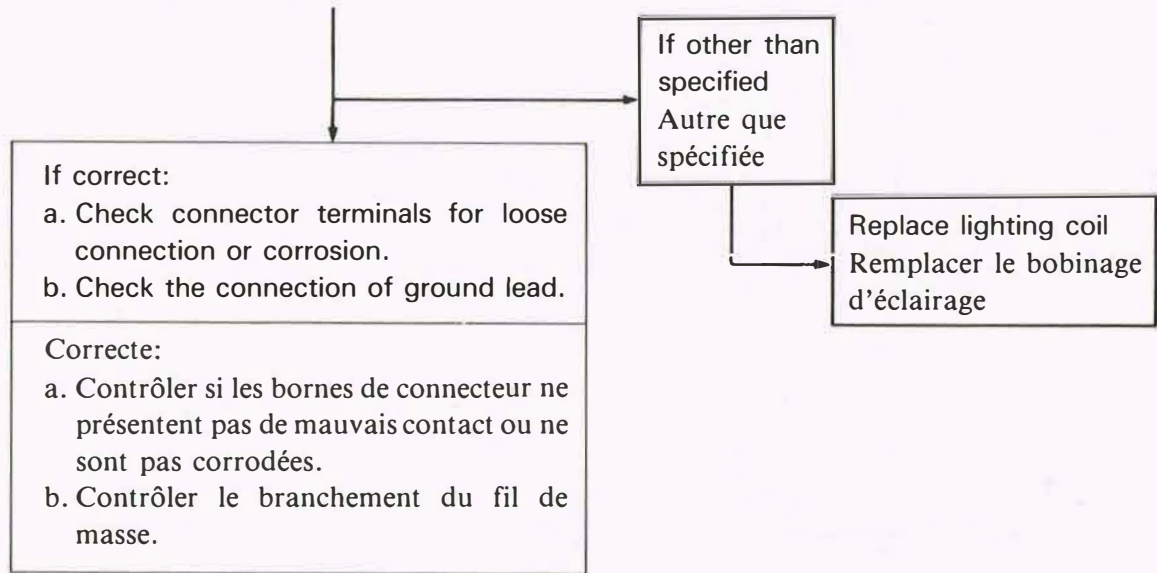 If other than
specified
Autre que
spécifiée
If correct:
a. Check connector terminals for loose
connection or corrosion.
b. Check the connection of ground lead.
Replace lighting coil
Remplacer le bobinage
d'éclairage
Correcte:
a. Contrôler si les bornes de connecteur ne
présentent pas de mauvais contact ou ne
sont pas corrodées.
b. Contrôler le branchement du fil de
masse.